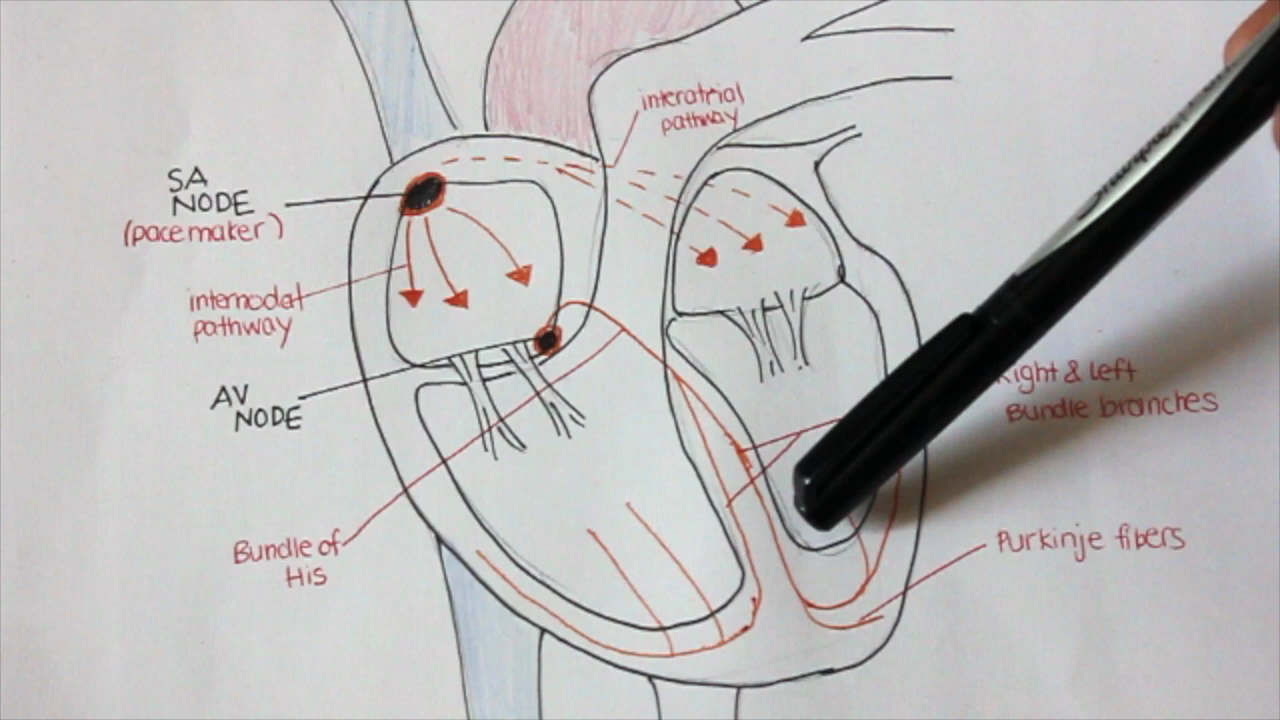 interatrial
pathway
SA
NODE
(pacemaker)
internodal
pathway
AV
NODE
Right & left
Bundle branches
Bundle of
His
Purkinje fibers